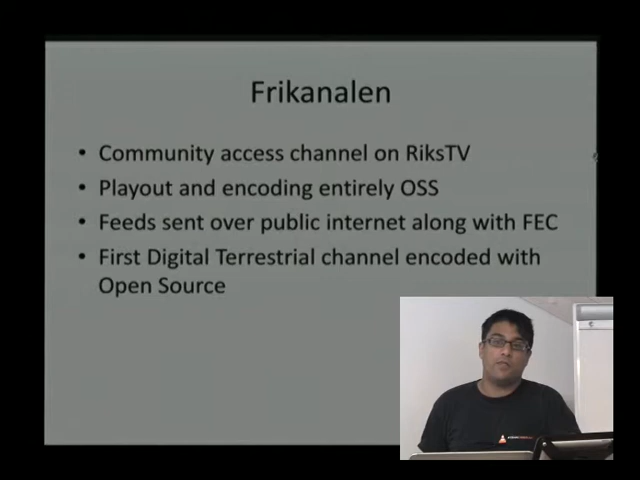 Frikanalen
• Community access channel on RiksTV
• Playout and encoding entirely OSS
• Feeds sent over public internet along with FEC
• First Digital Terrestrial channel encoded with
Open Source